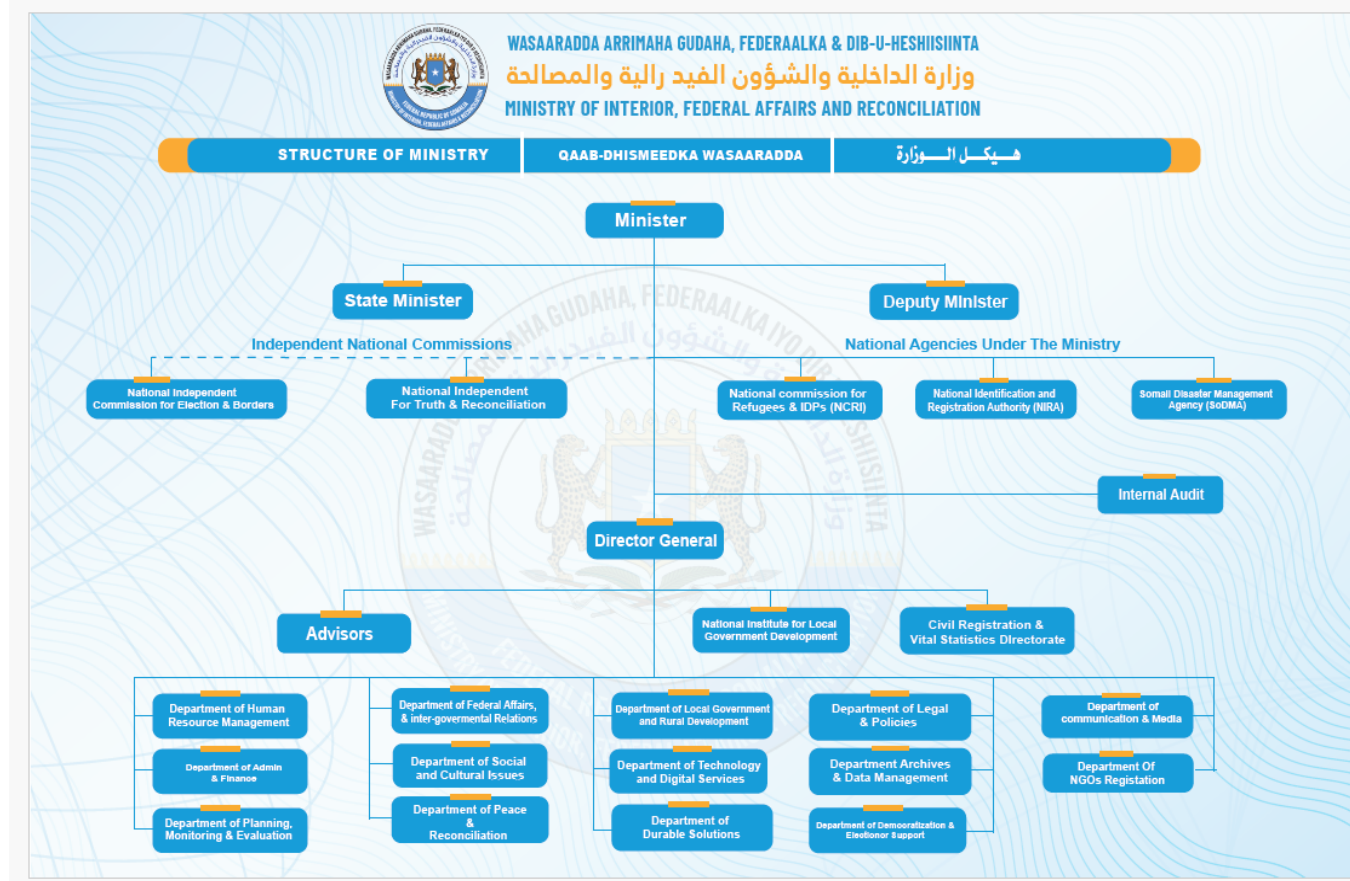 WASAARADDA ARRIMAHA GUDAHA, FEDERAALKA & DIB-U-HESHIISIINTA
وزارة الداخلية والشؤون الفيد رالية والمصالحة
MINISTRY OF INTERIOR, FEDERAL AFFAIRS AND RECONCILIATION
STRUCTURE OF MINISTRY
QAAB-DHISMEEDKA WASAARADDA
هـيكـل الـوزارة
Minister
State Minister
Deputy Minister
Independent National Commissions
National Agencies Under The Ministry
National Independent
Commission for Election & Borders
National Independent
For Truth & Reconciliation
National commission for
Refugees & IDPs (NCRI)
National Identification and
Registration Authority (NIRA)
Somali Disaster Management
Agency (SoDMA)
Internal Audit
Director General
Advisors
National Institute for Local
Government Development
Civil Registration &
Vital Statistics DIrectorate
Department of Human
Resource Management
Department of Federal Affairs,
& inter-govermental Relations
Department of Local Government
and Rural Development
Department of Legal
& Policies
Department of
communication & Media
Department of Admin
& Finance
Department of Social
and Cultural Issues
Department of Technology
and Digital Services
Department Archives
& Data Management
Department Of
NGOs Registation
Department of Planning,
Monitoring & Evaluation
Department of Peace
&
Reconciliation
Department of
Durable Solutions
Department of Democratization &
Electionor Support